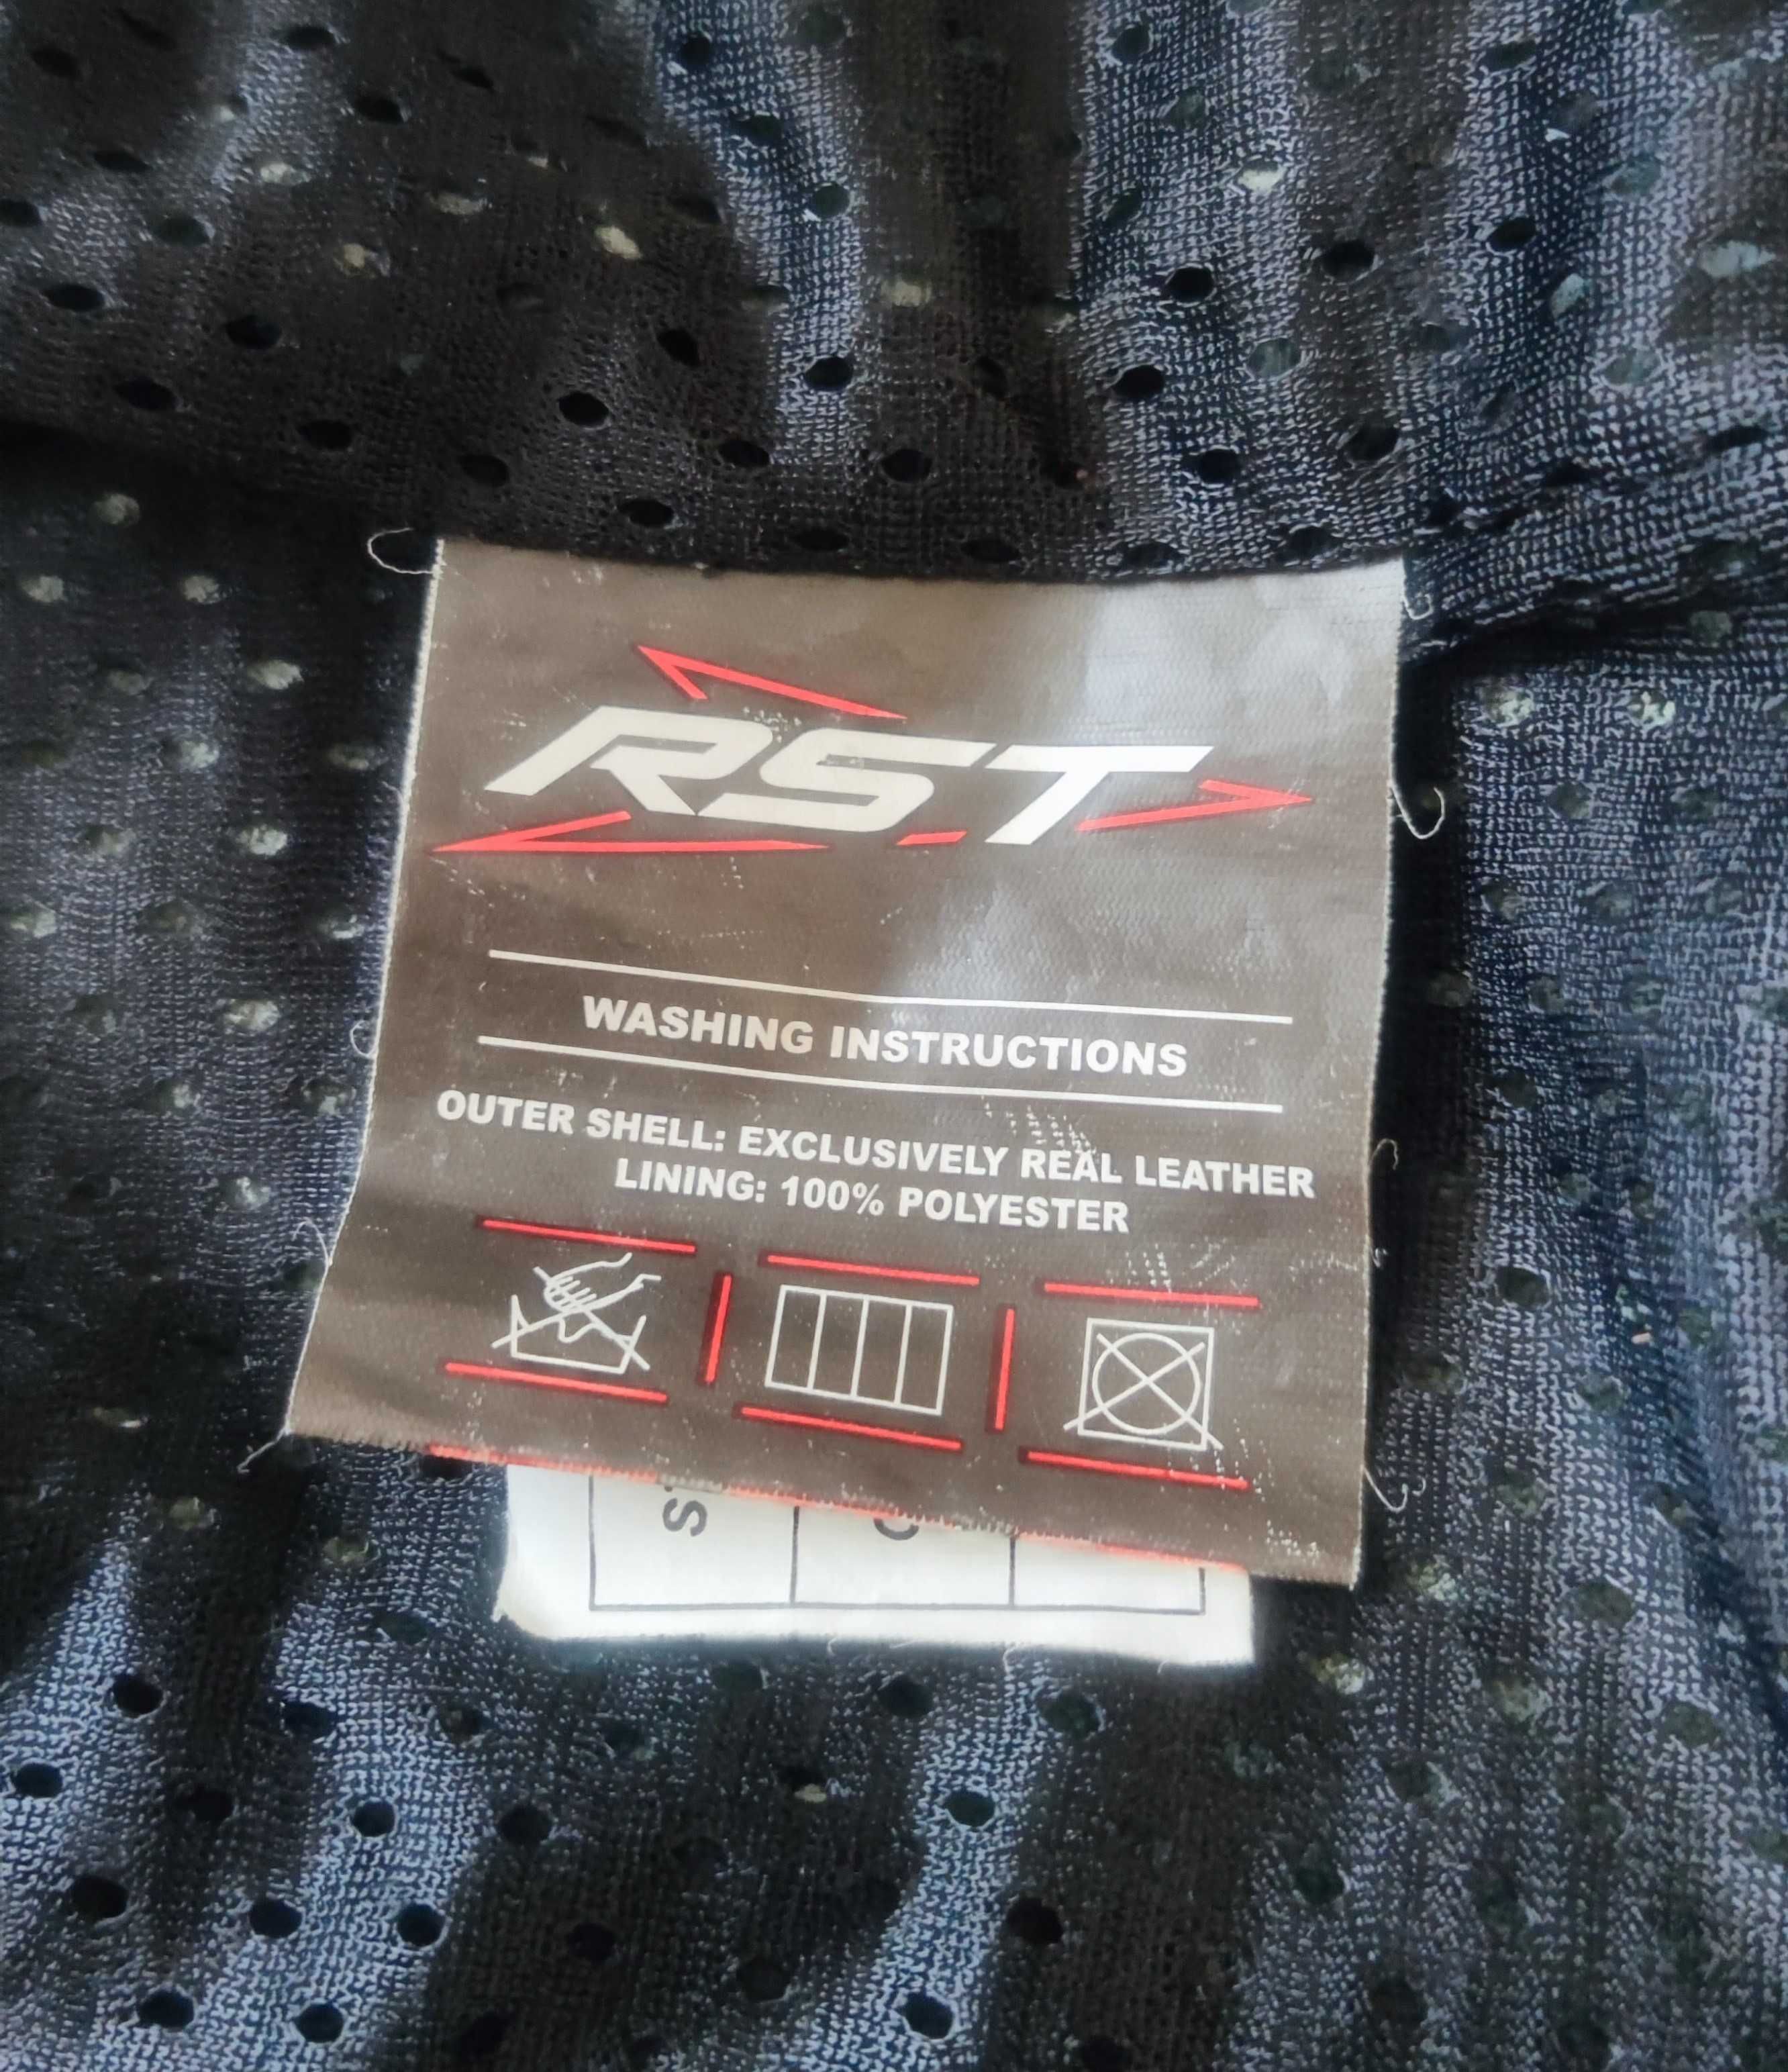 RST
WASHING INSTRUCTIONS
OUTER SHELL: EXCLUSIVELY REAL LEATHER
LINING: 100% POLYESTER